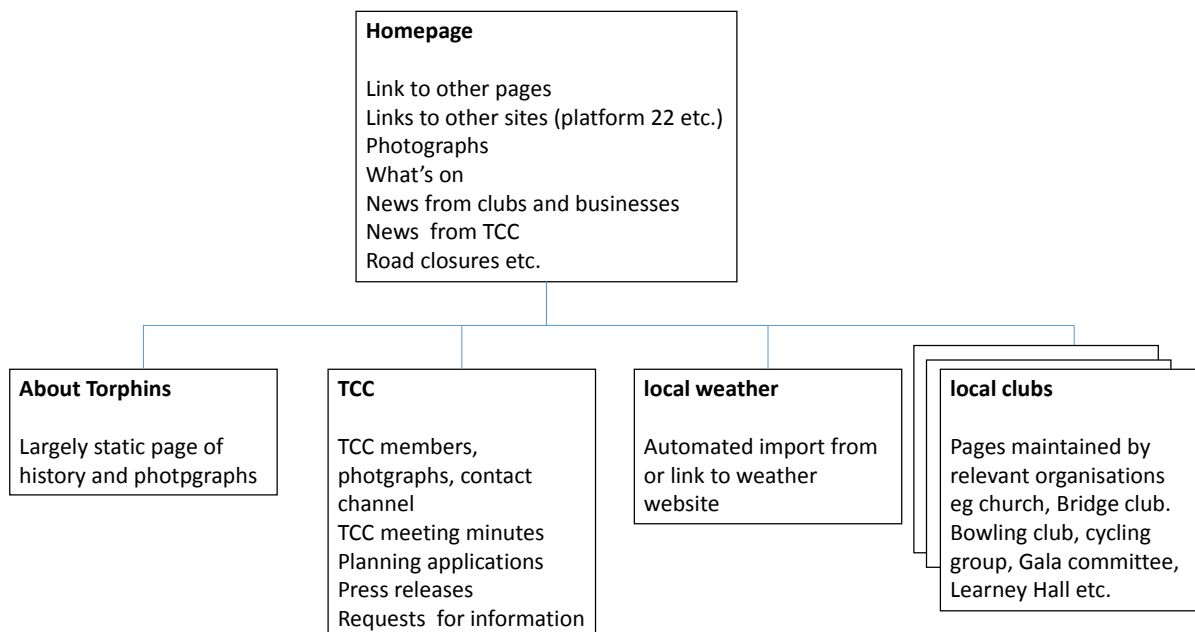 Homepage
Link to other pages
Links to other sites (platform 22 etc.)
Photographs
What’s on
News from clubs and businesses
News  from TCC
Road closures etc.
About Torphins
Largely static page of
history and photpgraphs
TCC
TCC members,
photgraphs, contact
channel
TCC meeting minutes
Planning applications
Press releases
Requests  for information
local weather
Automated import from
or link to weather
website
local clubs
Pages maintained by
relevant organisations
eg church, Bridge club.
Bowling club, cycling
group, Gala committee,
Learney Hall etc.